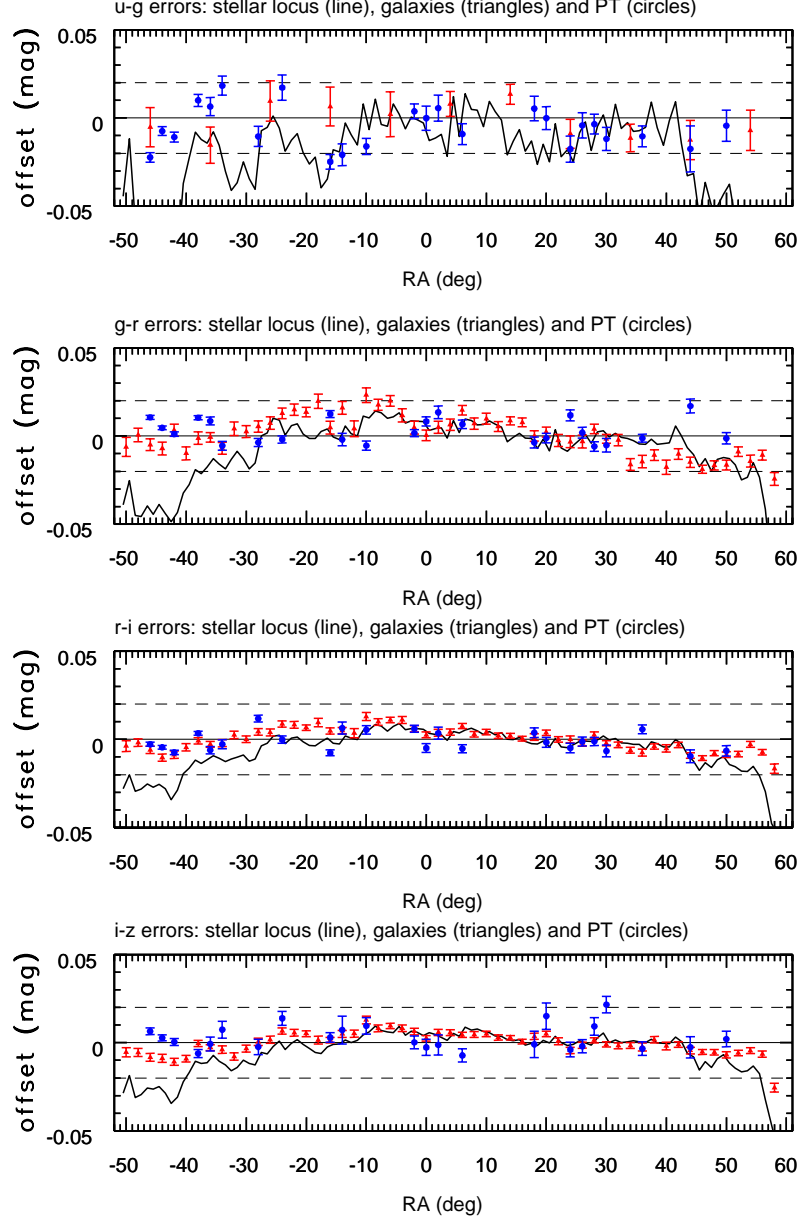 u-g errors: stellar locus (line), galaxies (triangles) and PT (circles)
0.05
0
-0.05
offset (mag)
-50 -40 -30 -20 -10 0 10 20 30 40 50 60
RA (deg)
g-r errors: stellar locus (line), galaxies (triangles) and PT (circles)
0.05
0
-0.05
offset (mag)
-50 -40 -30 -20 -10 0 10 20 30 40 50 60
RA (deg)
r-i errors: stellar locus (line), galaxies (triangles) and PT (circles)
0.05
0
-0.05
offset (mag)
-50 -40 -30 -20 -10 0 10 20 30 40 50 60
RA (deg)
i-z errors: stellar locus (line), galaxies (triangles) and PT (circles)
0.05
0
-0.05
offset (mag)
-50 -40 -30 -20 -10 0 10 20 30 40 50 60
RA (deg)